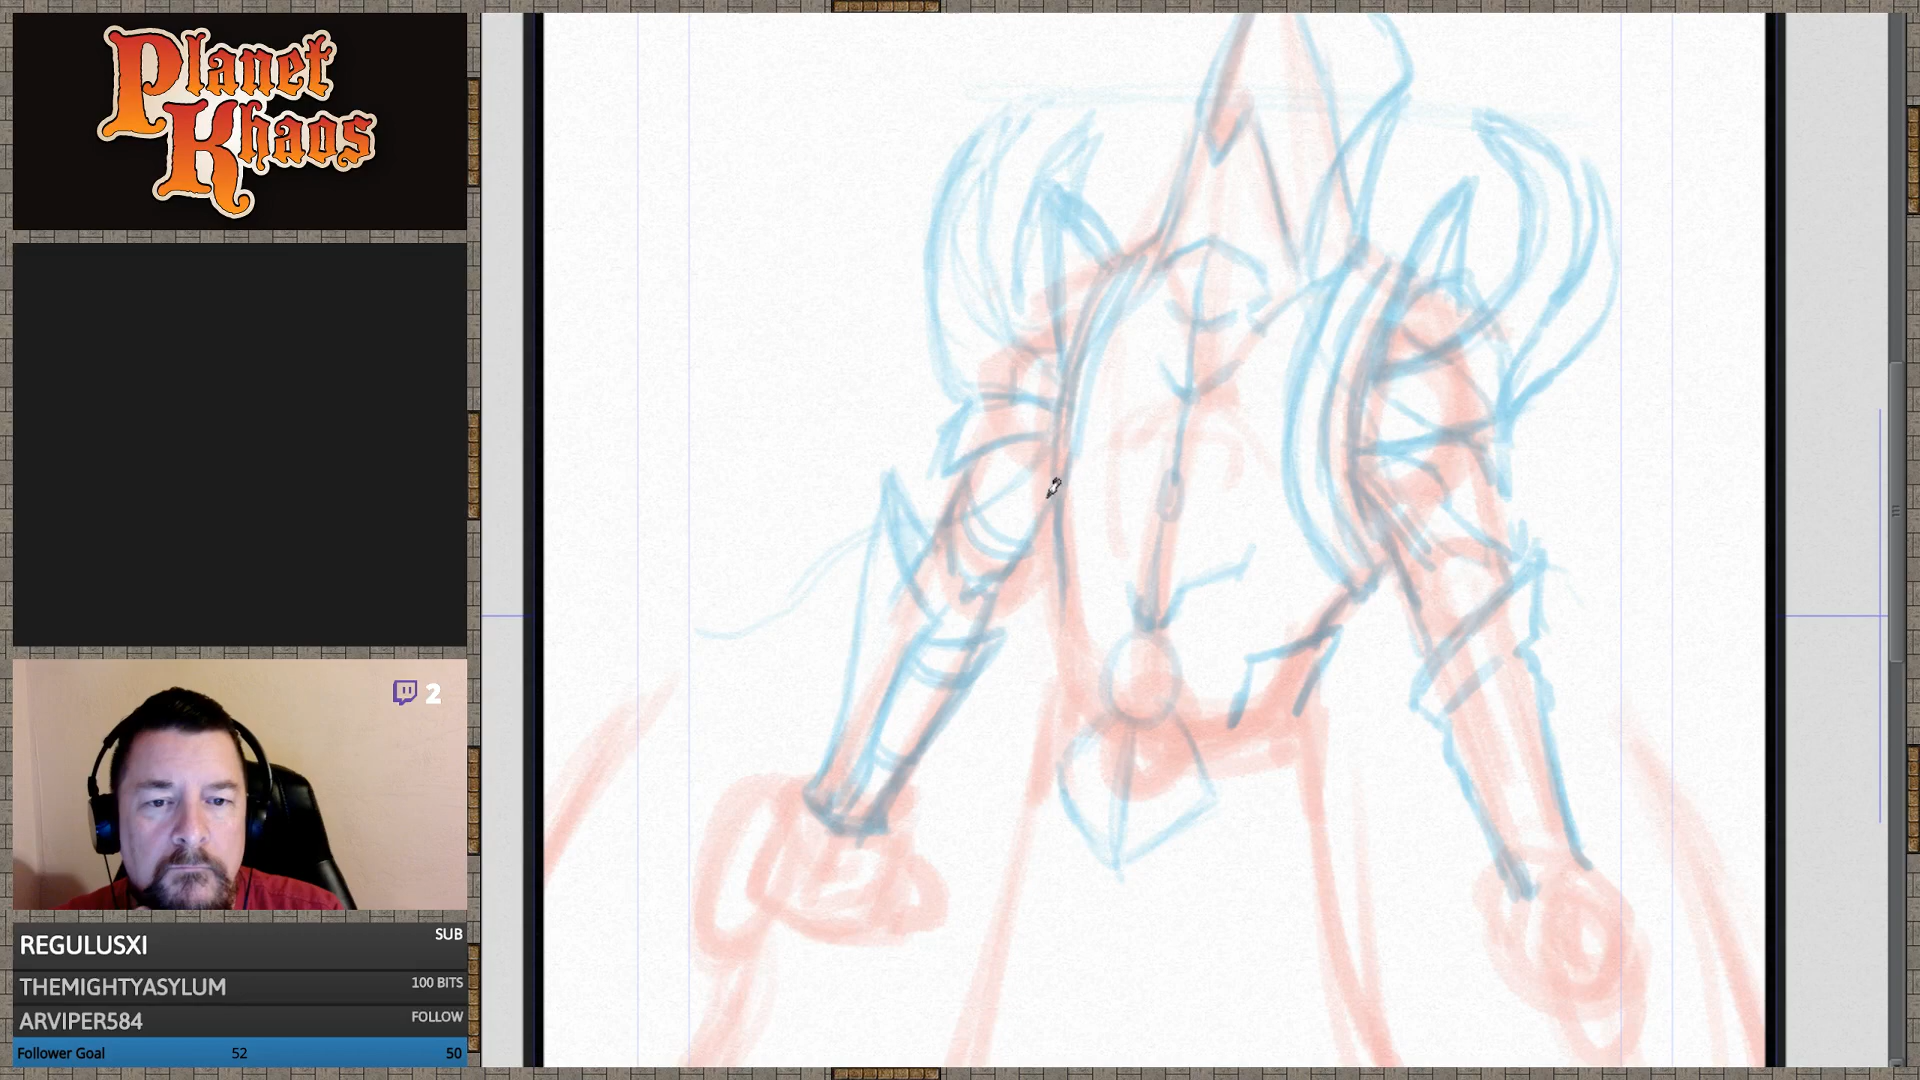 Planet
Khaos
2
REGULUSXI SUB
THEMIGHTYASYLUM 100 BITS
ARVIPER584 FOLLOW
Follower Goal 52 50